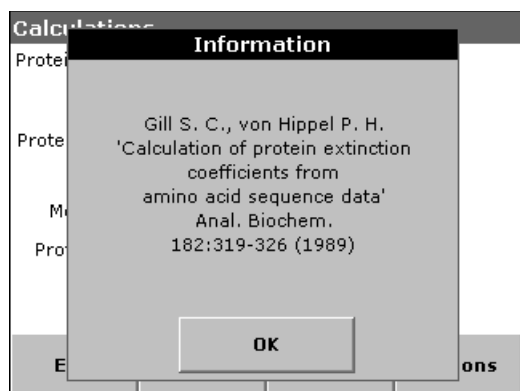 Calculations
Information
Gill S. C., von Hippel P. H.
'Calculation of protein extinction
coefficients from
amino acid sequence data'
Anal. Biochem.
182:319-326 (1989)
OK